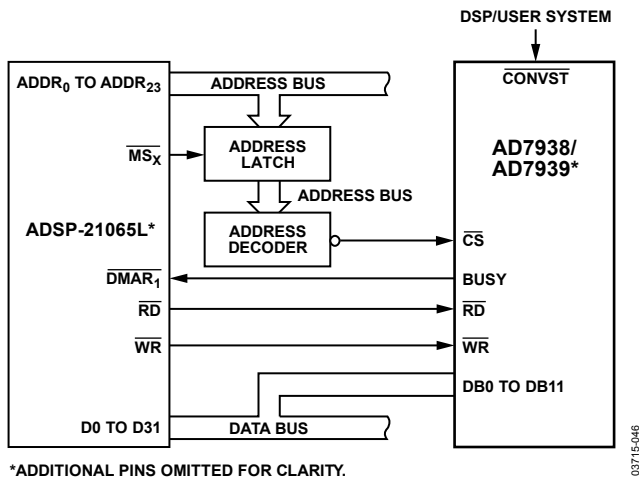 DSP/USER SYSTEM
ADDR0 TO ADDR23
ADDRESS BUS
CONVST
MSX
ADDRESS
LATCH
AD7938/
AD7939*
ADDRESS BUS
ADSP-21065L*
ADDRESS
DECODER
CS
DMAR1
BUSY
RD
RD
WR
WR
DB0 TO DB11
D0 TO D31
DATA BUS
*ADDITIONAL PINS OMITTED FOR CLARITY.
03715-046